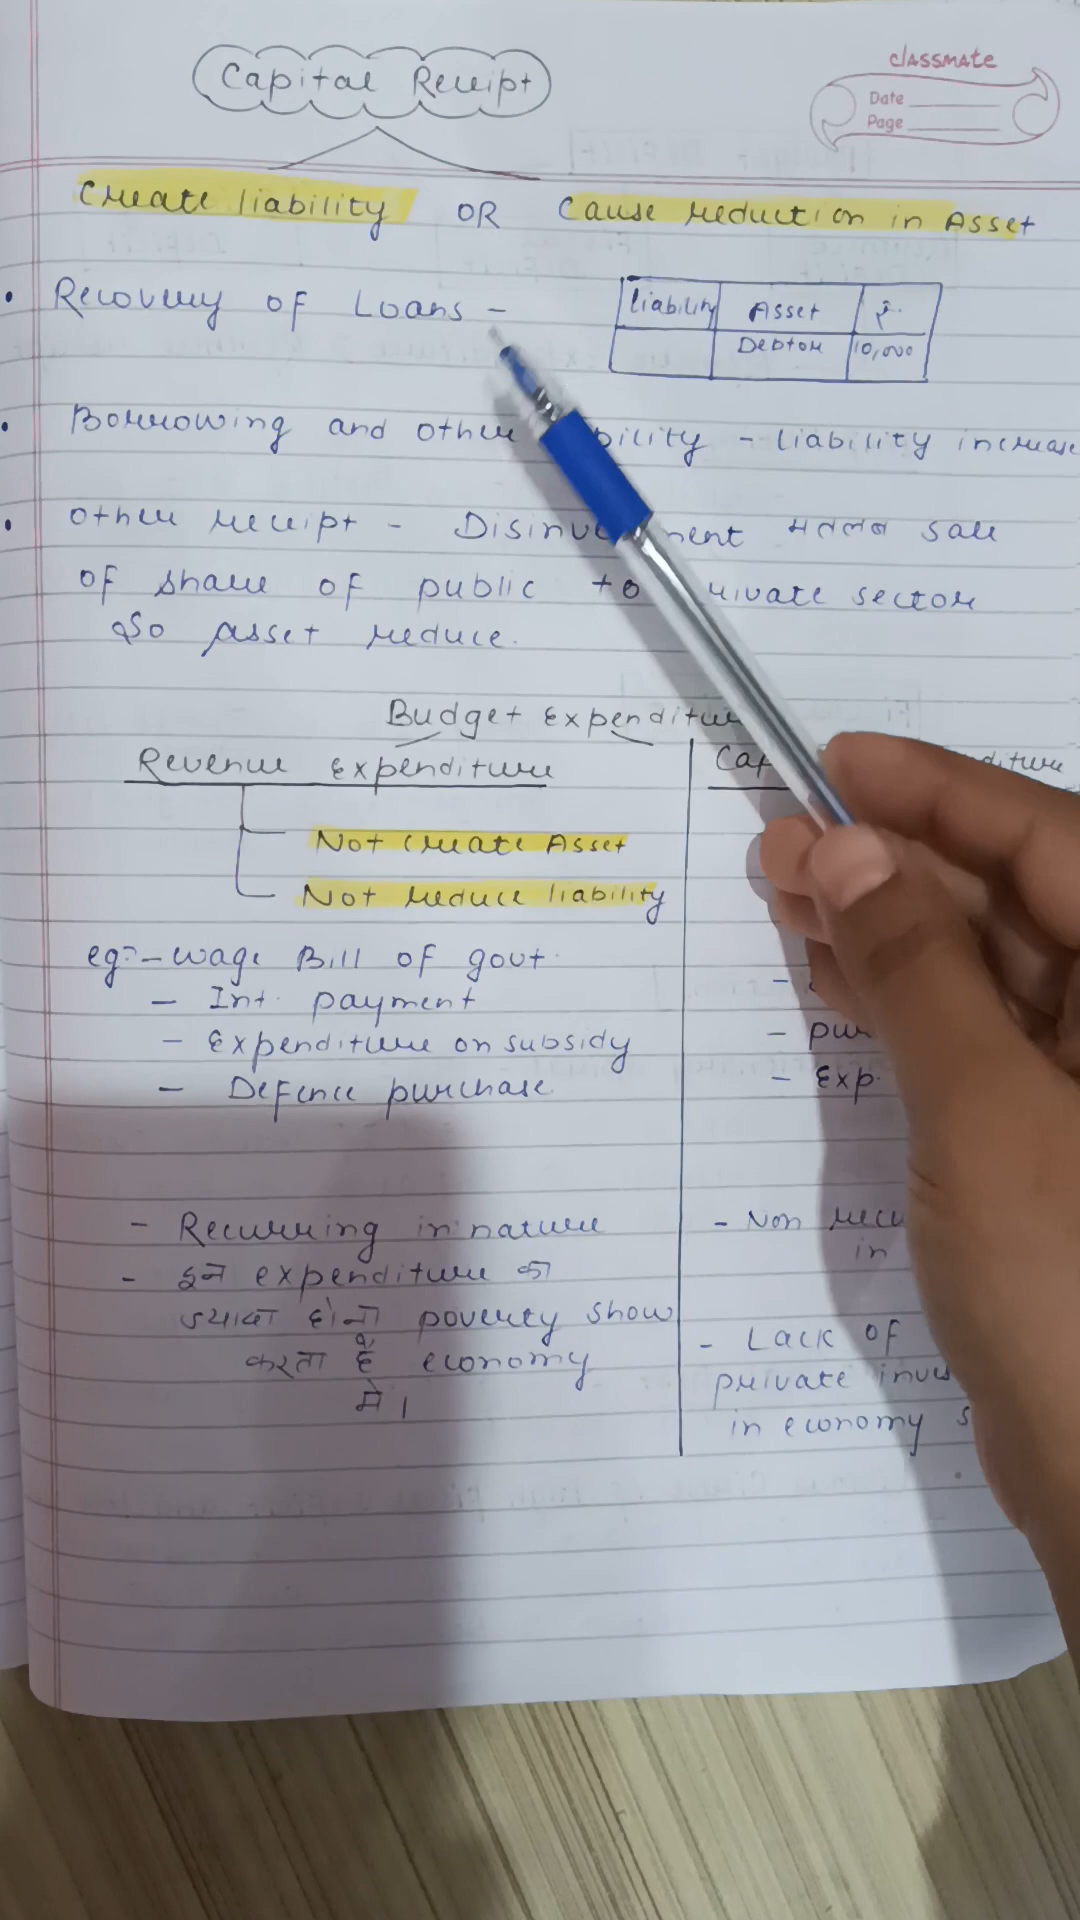 Capital Receipt
classmate
Date
Page
Create liability OR Cause reduction in Asset
• Recovery of Loans -
liability Asset ₹.
Debtor 10,000
• Borrowing and other bility - liability increase
• Other receipt - Disinv ment मतलब sale
of share of public to rivate sector
So Asset reduce.
Budget Expenditu
Revenue Expenditure
Cap diture
Not create Asset
Not reduce liability
eg:- wage Bill of govt.
- Int. payment
- Expenditure on subsidy
- Defence purchase.
- pur
- Exp.
- Recurring in nature
- इन expenditure का
ज्यादा होना poverty show
करता है economy
में।
- Non recu
in
- Lack of
private inves
in economy s